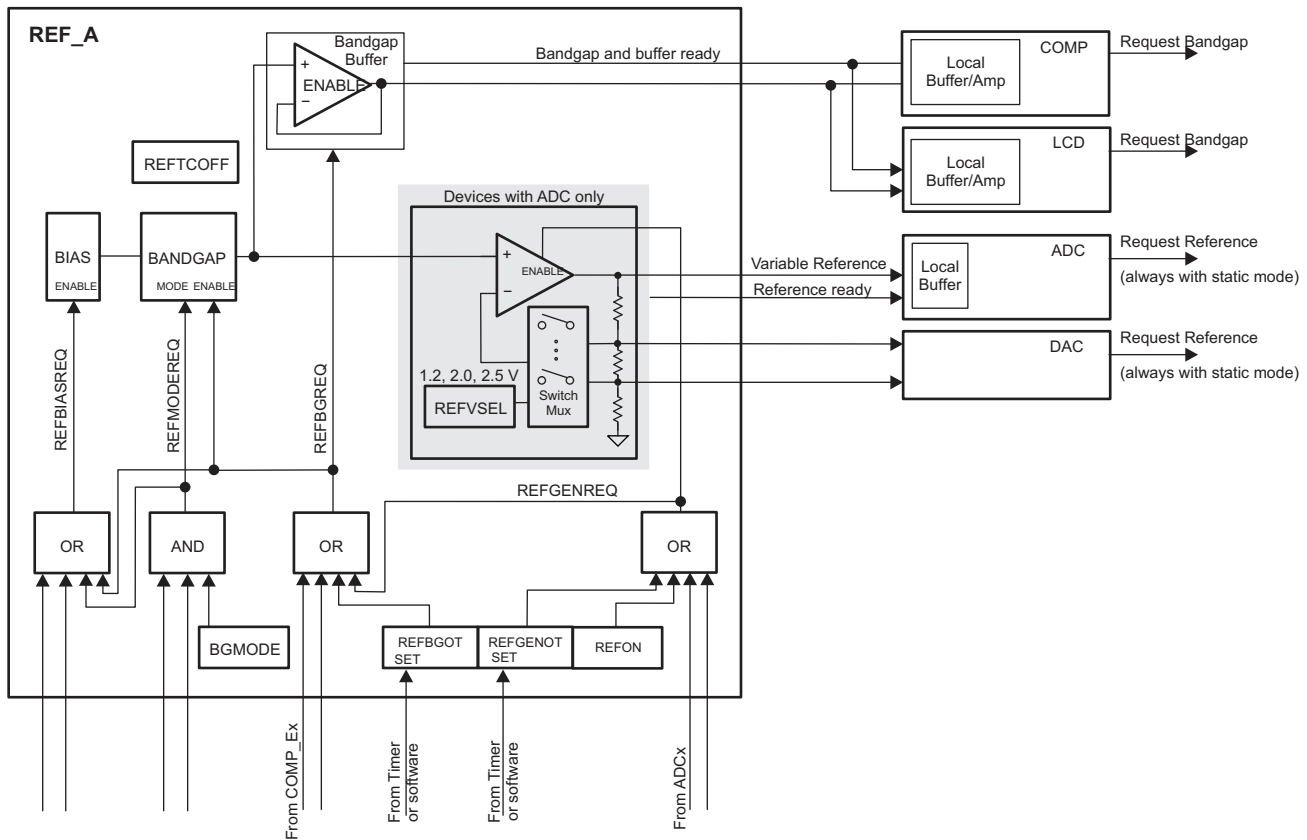 REF_A
Bandgap
Buffer
+
ENABLE
−
Bandgap and buffer ready
COMP
Local
Buffer/Amp
Request Bandgap
LCD
Local
Buffer/Amp
Request Bandgap
REFTCOFF
Devices with ADC only
BIAS
ENABLE
BANDGAP
MODE ENABLE
+
ENABLE
−
Variable Reference
Reference ready
ADC
Local
Buffer
Request Reference
(always with static mode)
DAC
Request Reference
(always with static mode)
1.2, 2.0, 2.5 V
REFVSEL
Switch
Mux
REFBIASREQ
REFMODEREQ
REFBGREQ
REFGENREQ
OR
AND
OR
OR
BGMODE
REFBGOT
SET
REFGENOT
SET
REFON
From COMP_Ex
From Timer
or software
From Timer
or software
From ADCx